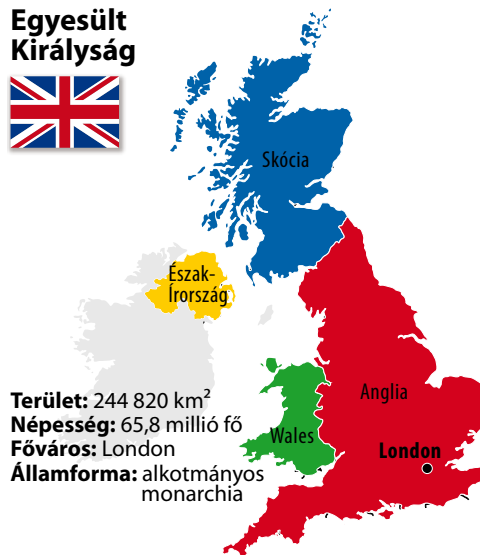 Egyesült
Királyság
Skócia
Észak-
Írország
Anglia
Wales
London
Terület: 244 820 km²
Népesség: 65,8 millió fő
Főváros: London
Államforma: alkotmányos
monarchia